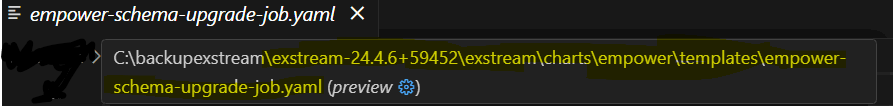 empower-schema-upgrade-job.yaml
C:\backupexstream\exstream-24.4.6+59452\exstream\charts\empower\templates\empower-
schema-upgrade-job.yaml (preview)